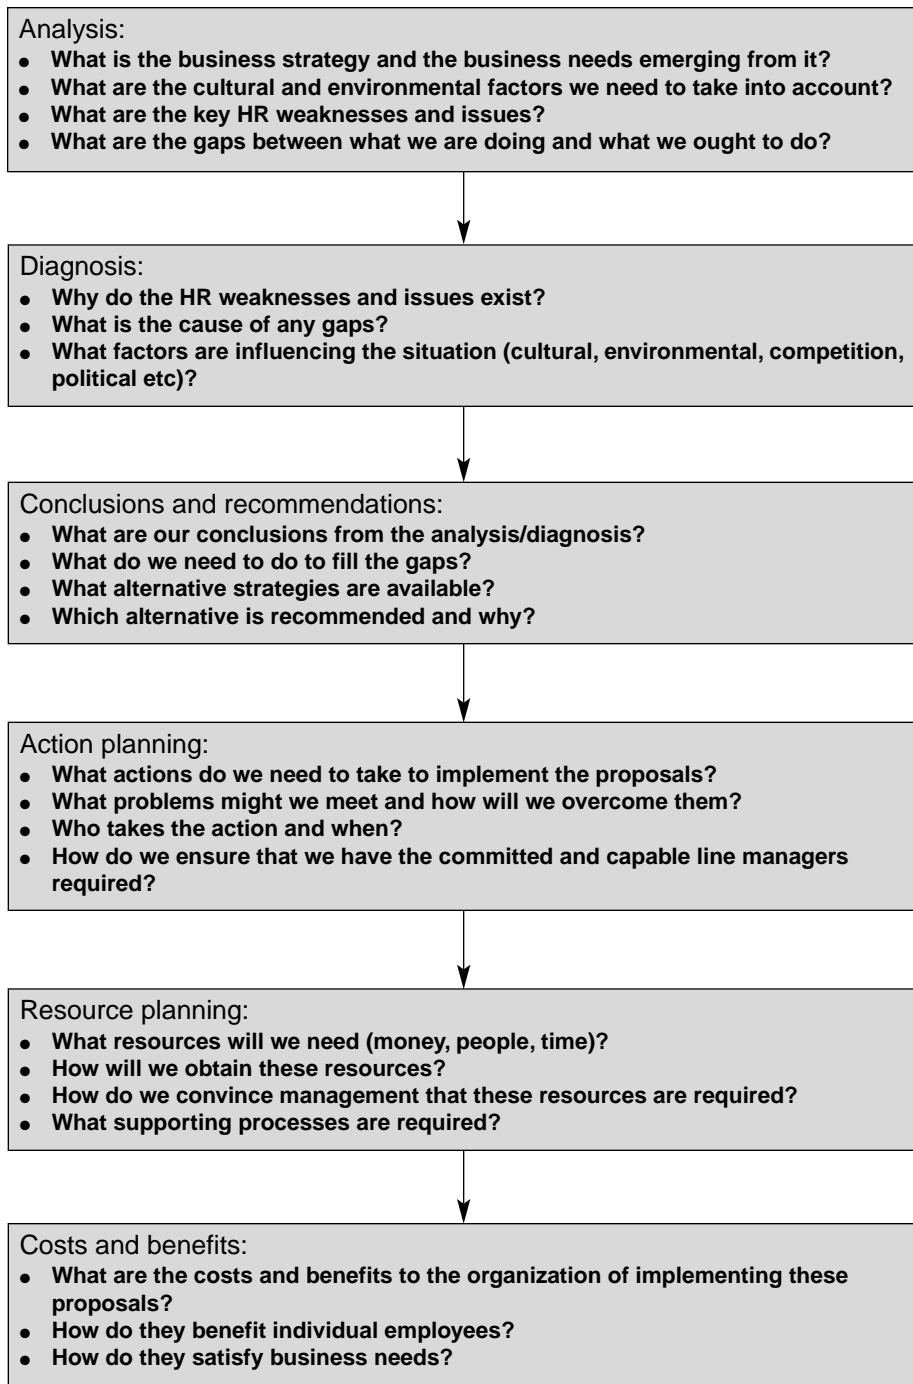 Analysis:
● What is the business strategy and the business needs emerging from it?
● What are the cultural and environmental factors we need to take into account?
● What are the key HR weaknesses and issues?
● What are the gaps between what we are doing and what we ought to do?
Diagnosis:
● Why do the HR weaknesses and issues exist?
● What is the cause of any gaps?
● What factors are influencing the situation (cultural, environmental, competition,
political etc)?
Conclusions and recommendations:
● What are our conclusions from the analysis/diagnosis?
● What do we need to do to fill the gaps?
● What alternative strategies are available?
● Which alternative is recommended and why?
Action planning:
● What actions do we need to take to implement the proposals?
● What problems might we meet and how will we overcome them?
● Who takes the action and when?
● How do we ensure that we have the committed and capable line managers
required?
Resource planning:
● What resources will we need (money, people, time)?
● How will we obtain these resources?
● How do we convince management that these resources are required?
● What supporting processes are required?
Costs and benefits:
● What are the costs and benefits to the organization of implementing these
proposals?
● How do they benefit individual employees?
● How do they satisfy business needs?